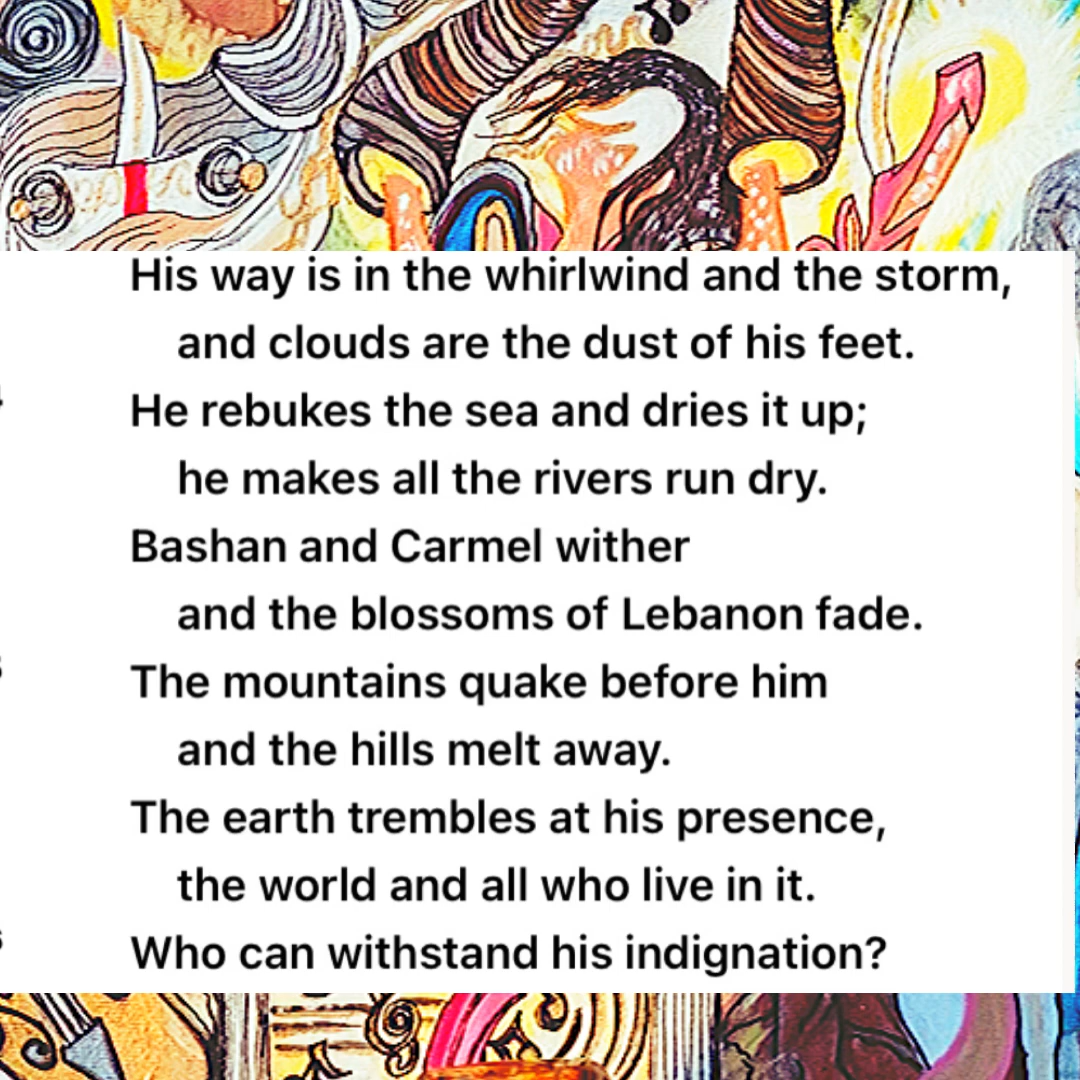 His way is in the whirlwind and the storm,
and clouds are the dust of his feet.
He rebukes the sea and dries it up;
he makes all the rivers run dry.
Bashan and Carmel wither
and the blossoms of Lebanon fade.
The mountains quake before him
and the hills melt away.
The earth trembles at his presence,
the world and all who live in it.
Who can withstand his indignation?